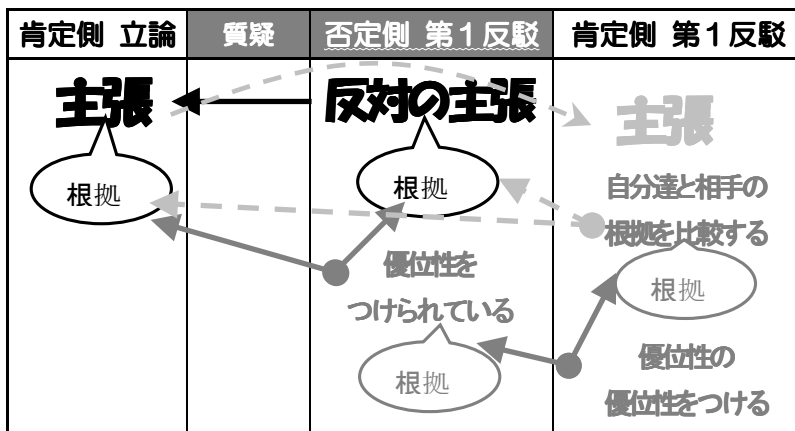 肯定側 立論
質疑
否定側 第１反駁
肯定側 第１反駁
主張
根拠
反対の主張
根拠
優位性を
つけられている
根拠
主張
自分達と相手の
根拠を比較する
根拠
優位性の
優位性をつける